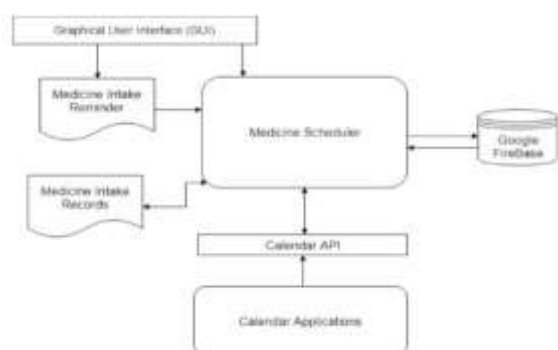 Graphical User Interface (GUI)
Medicine Intake
Reminder
Medicine Scheduler
Google
FireBase
Medicine Intake
Records
Calendar API
Calendar Applications